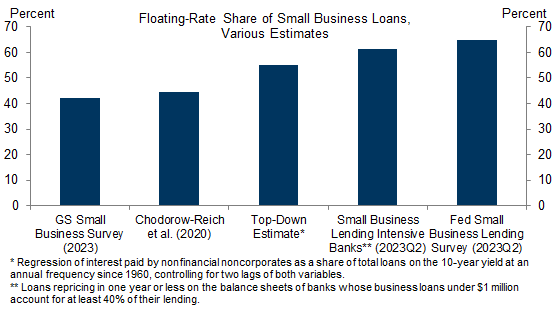 Percent
Percent
Floating-Rate Share of Small Business Loans,
Various Estimates
70
70
60
60
50
50
40
40
30
30
20
20
10
10
0
0
GS Small
Business Survey
(2023)
Chodorow-Reich
et al. (2020)
Top-Down
Estimate*
Small Business
Lending Intensive
Banks** (2023Q2)
Fed Small
Business Lending
Survey (2023Q2)
* Regression of interest paid by nonfinancial noncorporates as a share of total loans on the 10-year yield at an
annual frequency since 1960, controlling for two lags of both variables.
** Loans repricing in one year or less on the balance sheets of banks whose business loans under $1 million
account for at least 40% of their lending.